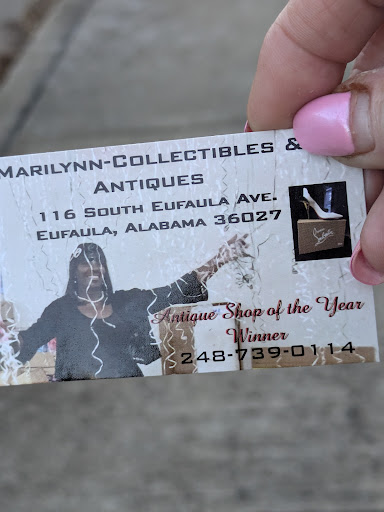 Marilynn-Collectibles &
Antiques
116 South Eufaula Ave.
Eufaula, Alabama 36027
Antique Shop of the Year
Winner
248-739-0114